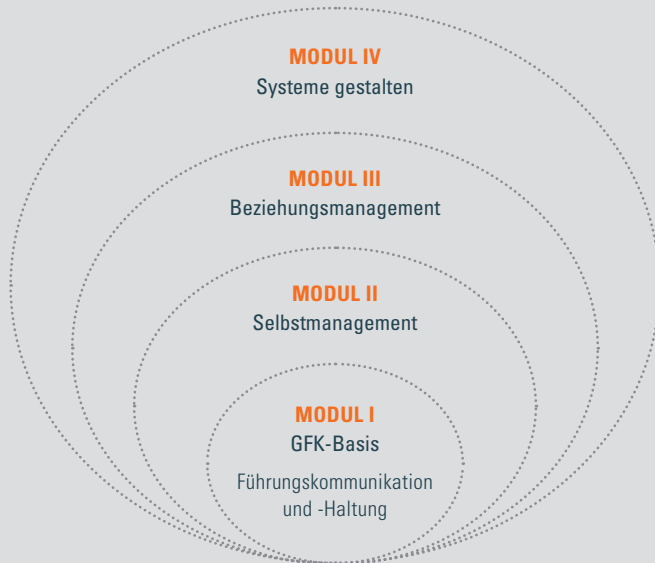 MODUL IV
Systeme gestalten
MODUL III
Beziehungsmanagement
MODUL II
Selbstmanagement
MODUL I
GFK-Basis
Führungskommunikation
und -Haltung